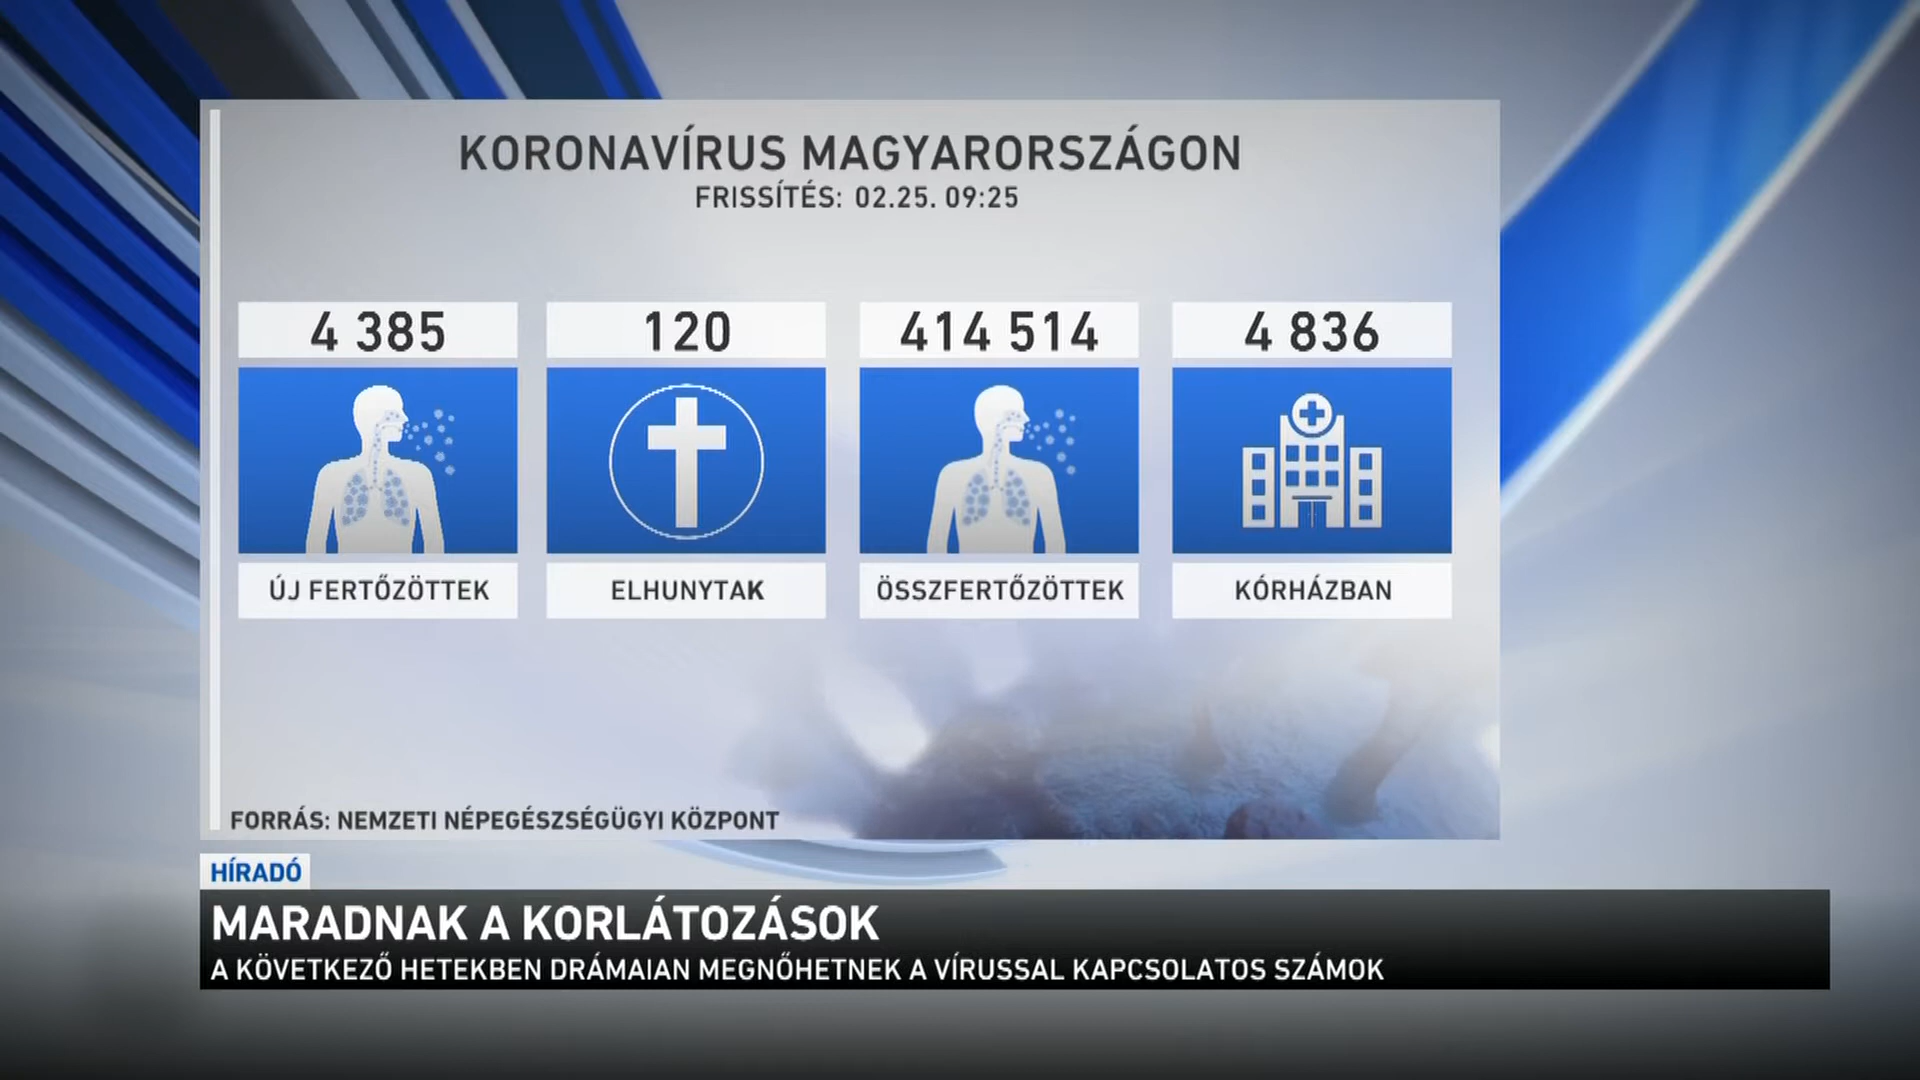 KORONAVÍRUS MAGYARORSZÁGON
FRISSÍTÉS: 02.25. 09:25
4 385
120
414 514
4 836
ÚJ FERTŐZÖTTEK
ELHUNYTAK
ÖSSZFERTŐZÖTTEK
KÓRHÁZBAN
FORRÁS: NEMZETI NÉPEGÉSZSÉGÜGYI KÖZPONT
HÍRADÓ
MARADNAK A KORLÁTOZÁSOK
A KÖVETKEZŐ HETEKBEN DRÁMAIAN MEGNŐHETNEK A VÍRUSSAL KAPCSOLATOS SZÁMOK